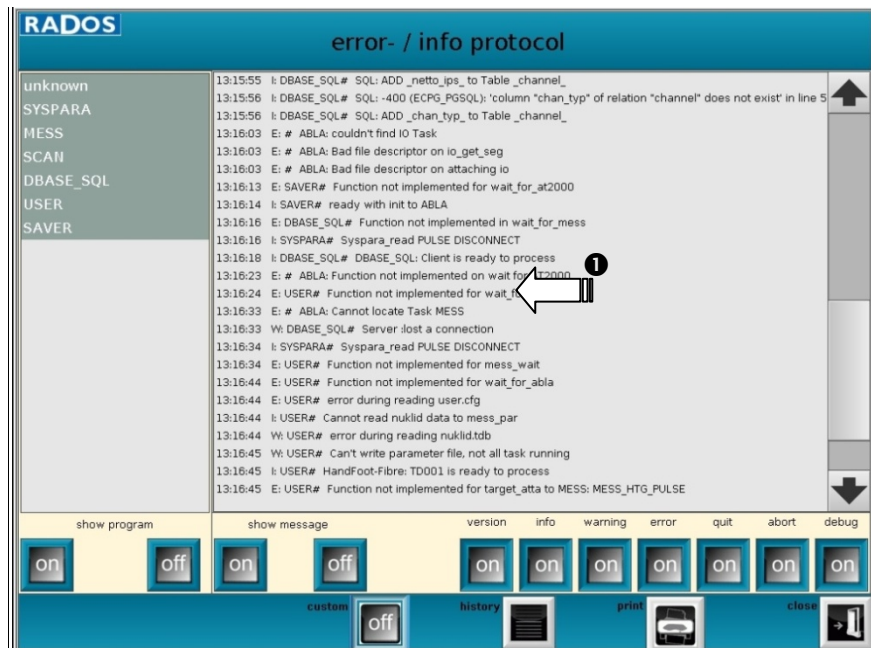 RADOS
error- / info protocol
unknown
SYSPARA
MESS
SCAN
DBASE_SQL
USER
SAVER
13:15:55 I: DBASE_SQL# SQL: ADD _netto_ips_ to Table _channel_
13:15:56 I: DBASE_SQL# SQL: -400 (ECPG_PGSQL): 'column "chan_typ" of relation "channel" does not exist' in line 5
13:15:56 I: DBASE_SQL# SQL: ADD _chan_typ_ to Table _channel_
13:16:03 E: # ABLA: couldn't find IO Task
13:16:03 E: # ABLA: Bad file descriptor on io_get_seg
13:16:03 E: # ABLA: Bad file descriptor on attaching io
13:16:13 E: SAVER# Function not implemented for wait_for_at2000
13:16:14 I: SAVER# ready with init to ABLA
13:16:16 E: DBASE_SQL# Function not implemented in wait_for_mess
13:16:16 I: SYSPARA# Syspara_read PULSE DISCONNECT
13:16:18 I: DBASE_SQL# DBASE_SQL: Client is ready to process
13:16:23 E: # ABLA: Function not implemented on wait for AT2000
❶
13:16:24 E: USER# Function not implemented for
13:16:33 E: # ABLA: Cannot locate Task MESS
13:16:33 W: DBASE_SQL# Server :lost a connection
13:16:34 I: SYSPARA# Syspara_read PULSE DISCONNECT
13:16:34 E: USER# Function not implemented for mess_wait
13:16:44 E: USER# Function not implemented for wait_for_abla
13:16:44 E: USER# error during reading user.cfg
13:16:44 I: USER# Cannot read nuklid data to mess_par
13:16:44 W: USER# error during reading nuklid.tdb
13:16:45 W: USER# Can't write parameter file, not all task running
13:16:45 I: USER# HandFoot-Fibre: TD001 is ready to process
13:16:45 E: USER# Function not implemented for target_atta to MESS: MESS_HTG_PULSE
show program show message version info warning error quit abort debug
on off on off on on on on on on on
custom history print close
off